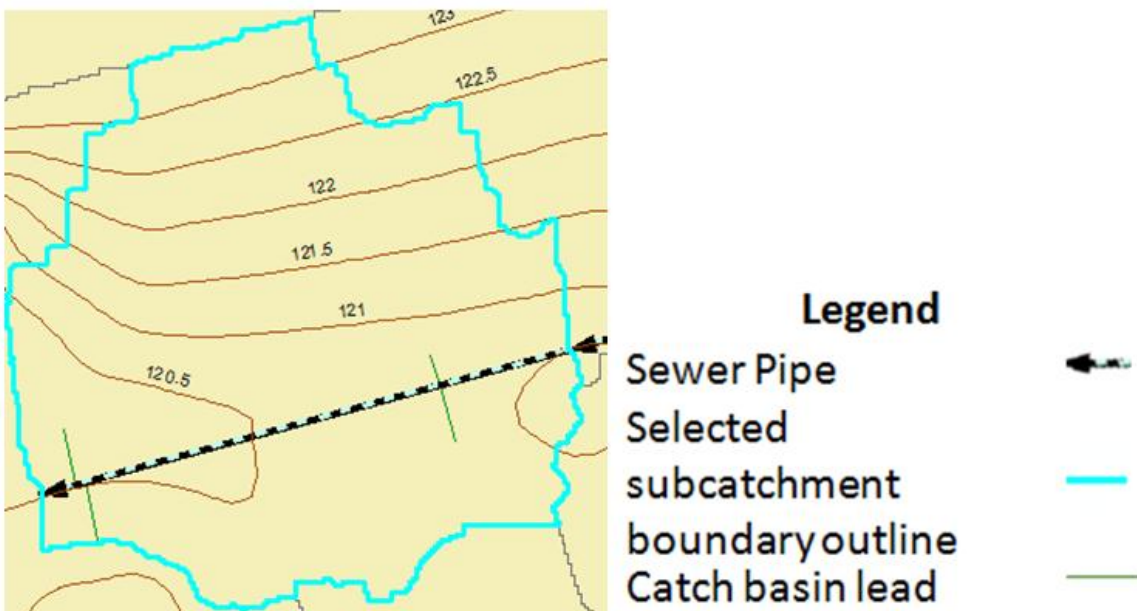 123
122.5
122
121.5
121
120.5
Legend
Sewer Pipe
Selected
subcatchment
boundary outline
Catch basin lead